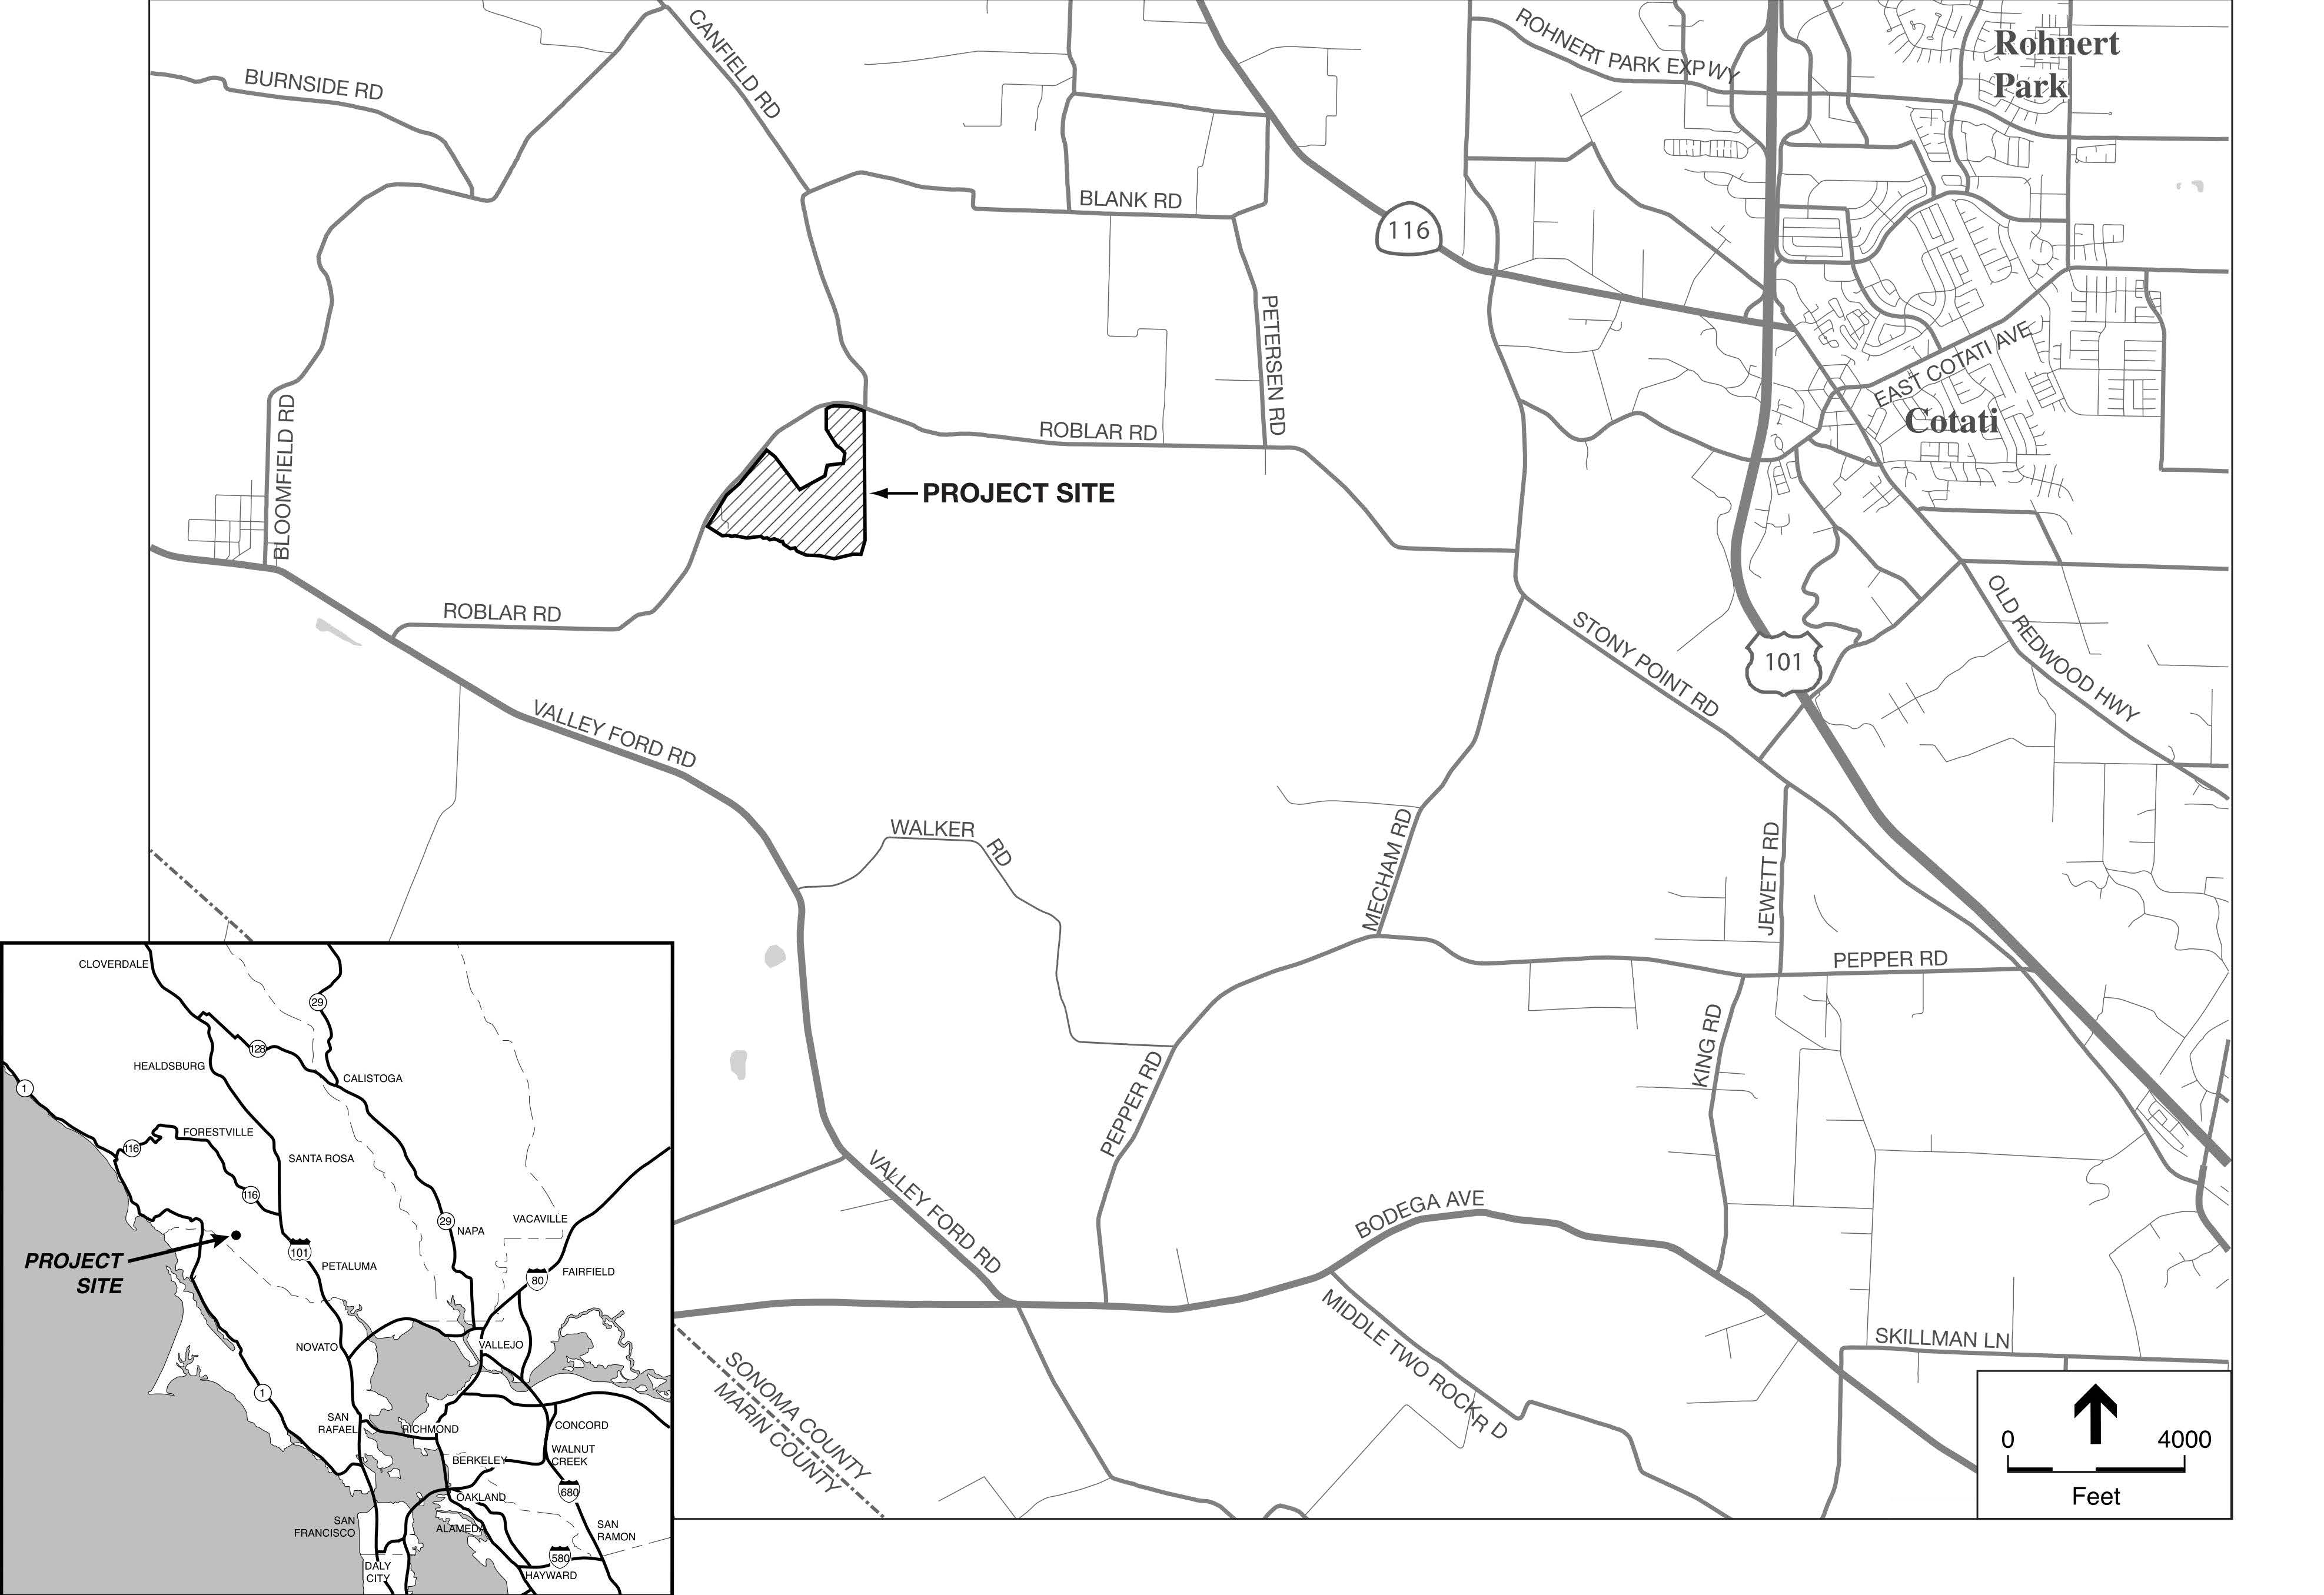 CANFIELD RD
ROHNERT PARK EXPWY
Rohnert
Park
BURNSIDE RD
BLANK RD
116
PETERSEN RD
EAST COTATI AVE
Cotati
BLOOMFIELD RD
ROBLAR RD
PROJECT SITE
ROBLAR RD
STONY POINT RD
101
OLD REDWOOD HWY
VALLEY FORD RD
WALKER RD
MECHAM RD
JEWETT RD
PEPPER RD
KING RD
PEPPER RD
VALLEY FORD RD
BODEGA AVE
MIDDLE TWO ROCK R D
SKILLMAN LN
SONOMA COUNTY
MARIN COUNTY
0 4000
Feet
CLOVERDALE
29
128
HEALDSBURG
CALISTOGA
1
FORESTVILLE
116
SANTA ROSA
116
29
NAPA
VACAVILLE
PROJECT
SITE
101
PETALUMA
80
FAIRFIELD
NOVATO
VALLEJO
1
SAN
RAFAEL
RICHMOND
CONCORD
WALNUT
CREEK
BERKELEY
680
OAKLAND
SAN
FRANCISCO
ALAMEDA
SAN
RAMON
580
DALY
CITY
HAYWARD